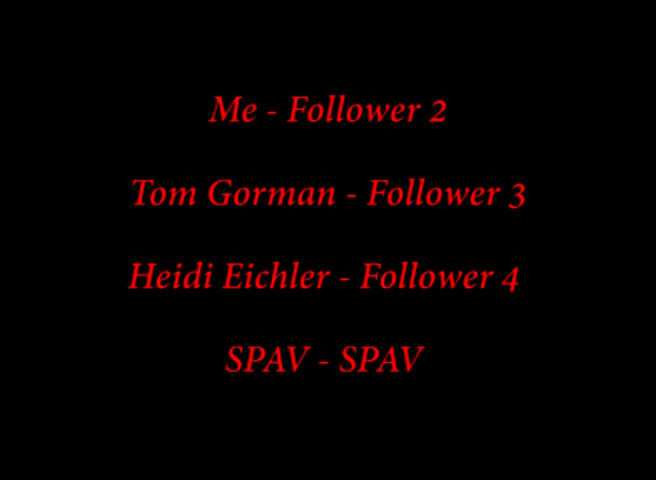 Me - Follower 2
Tom Gorman - Follower 3
Heidi Eichler - Follower 4
SPAV - SPAV